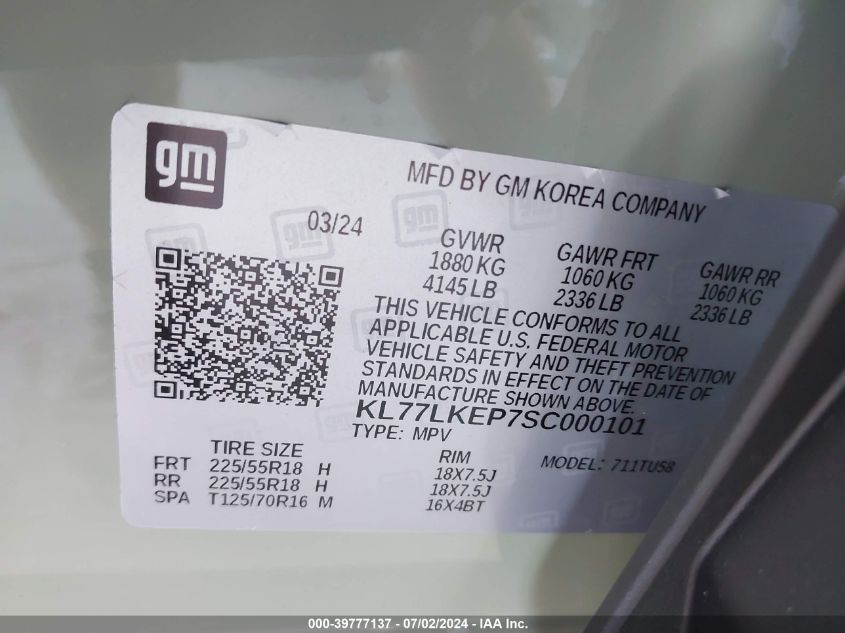 gm
MFD BY GM KOREA COMPANY
03/24
GVWR GAWR FRT GAWR RR
1880 KG 1060 KG 1060 KG
4145 LB 2336 LB 2336 LB
THIS VEHICLE CONFORMS TO ALL
APPLICABLE U.S. FEDERAL MOTOR
VEHICLE SAFETY AND THEFT PREVENTION
STANDARDS IN EFFECT ON THE DATE OF
MANUFACTURE SHOWN ABOVE.
KL77LKEP7SC000101
TYPE: MPV
MODEL: 711TU58
TIRE SIZE RIM
FRT 225/55R18 H 18X7.5J
RR 225/55R18 H 18X7.5J
SPA T125/70R16 M 16X4BT
000-39777137 - 07/02/2024 - IAA Inc.